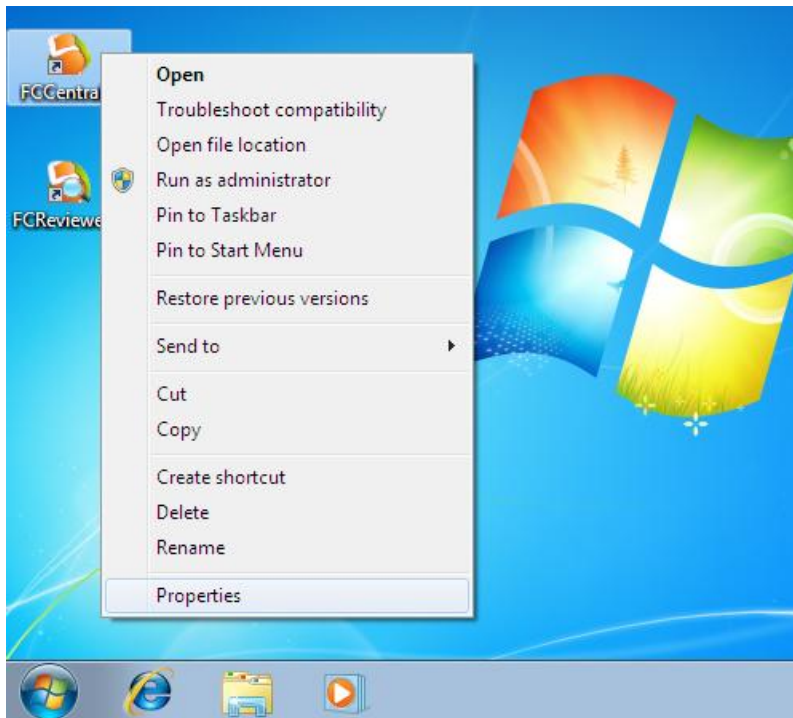 FCCentra
FCReviewe
Open
Troubleshoot compatibility
Open file location
Run as administrator
Pin to Taskbar
Pin to Start Menu
Restore previous versions
Send to
Cut
Copy
Create shortcut
Delete
Rename
Properties